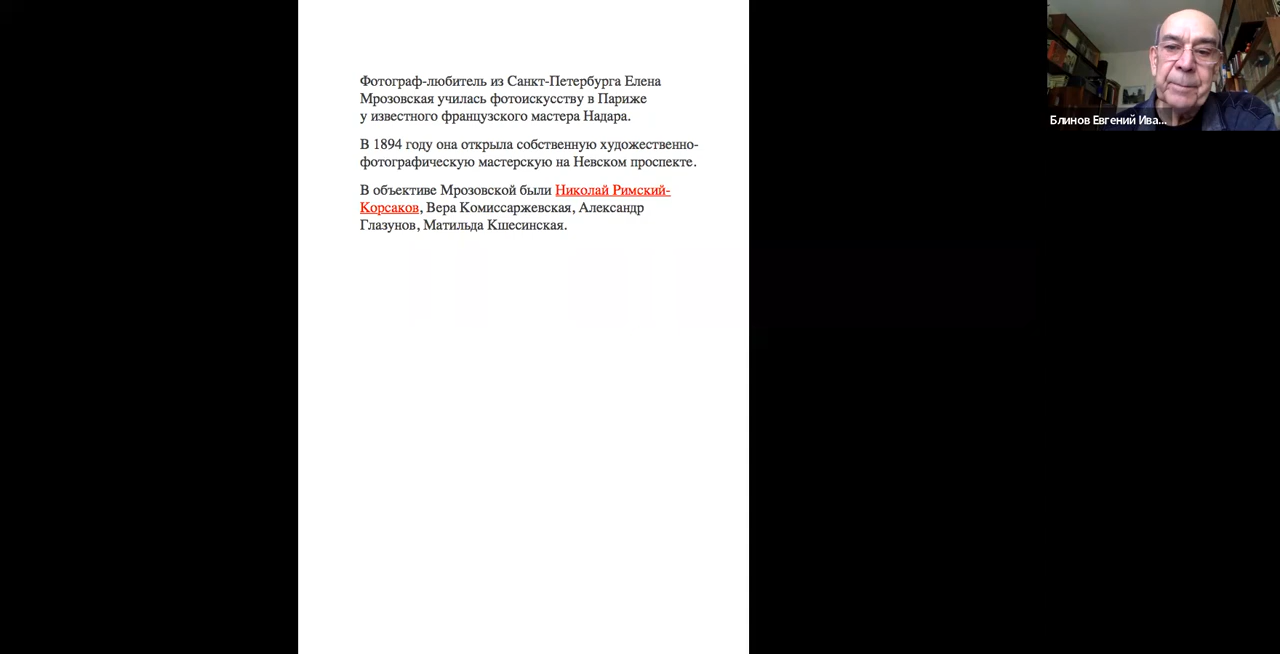 Фотограф-любитель из Санкт-Петербурга Елена
Мрозовская училась фотоискусству в Париже
у известного французского мастера Надара.
В 1894 году она открыла собственную художественно-
фотографическую мастерскую на Невском проспекте.
В объективе Мрозовской были Николай Римский-
Корсаков, Вера Комиссаржевская, Александр
Глазунов, Матильда Кшесинская.
Блинов Евгений Ива...